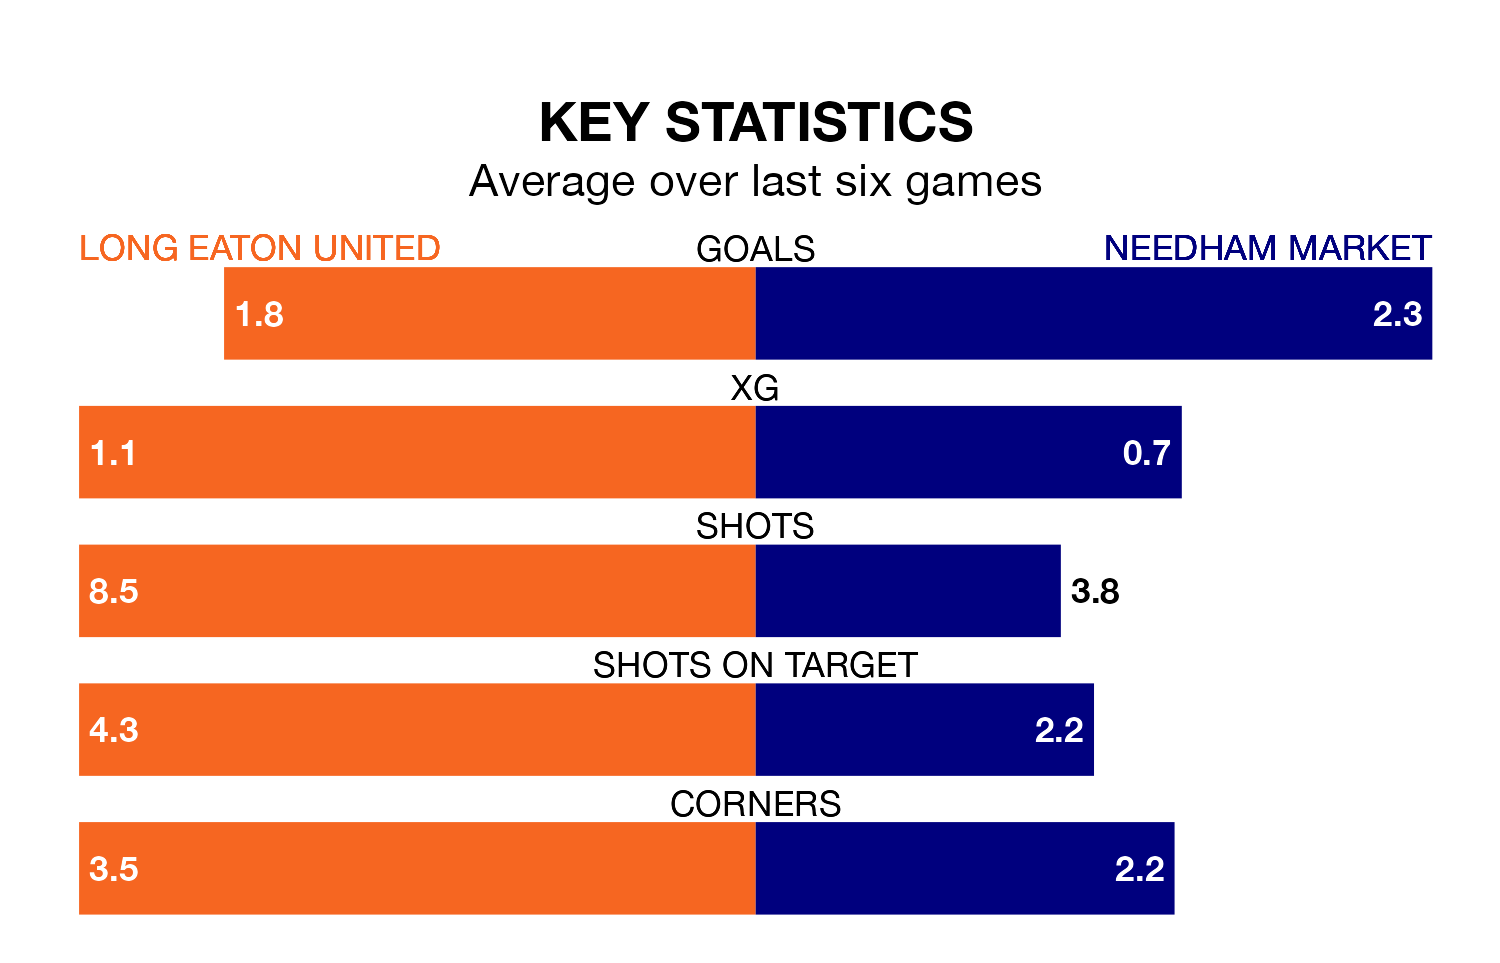 KEY STATISTICS
Average over last six games
LONG EATON UNITED GOALS NEEDHAM MARKET
1.8 2.3
XG
1.1 0.7
SHOTS
8.5 3.8
SHOTS ON TARGET
4.3 2.2
CORNERS
3.5 2.2